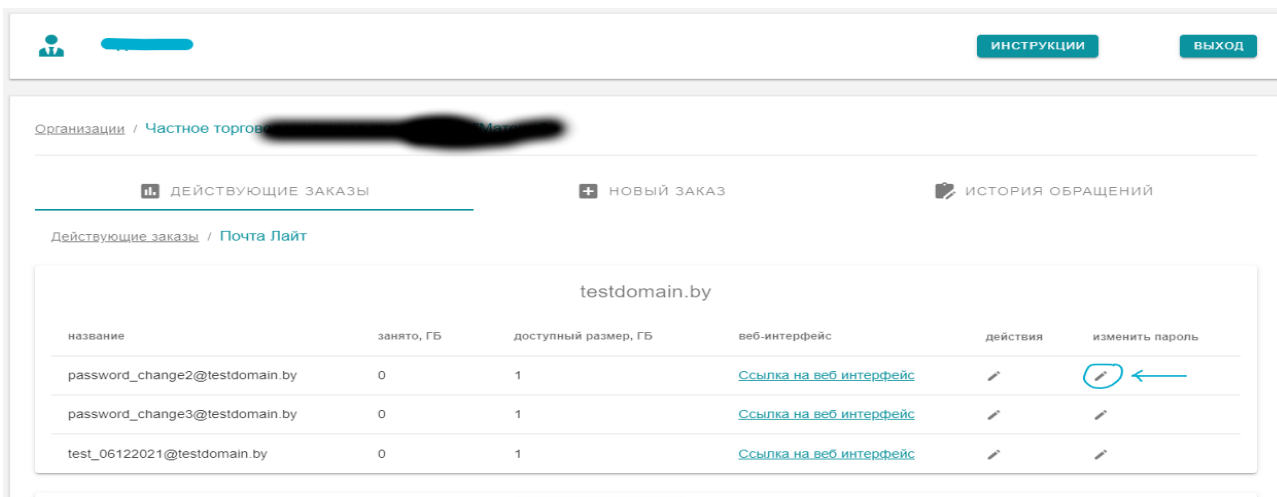 ИНСТРУКЦИИ ВЫХОД
Организации / Частное торгов
ДЕЙСТВУЮЩИЕ ЗАКАЗЫ НОВЫЙ ЗАКАЗ ИСТОРИЯ ОБРАЩЕНИЙ
Действующие заказы / Почта Лайт
testdomain.by
название занято, ГБ доступный размер, ГБ веб-интерфейс действия изменить пароль
password_change2@testdomain.by 0 1 Ссылка на веб интерфейс
password_change3@testdomain.by 0 1 Ссылка на веб интерфейс
test_06122021@testdomain.by 0 1 Ссылка на веб интерфейс